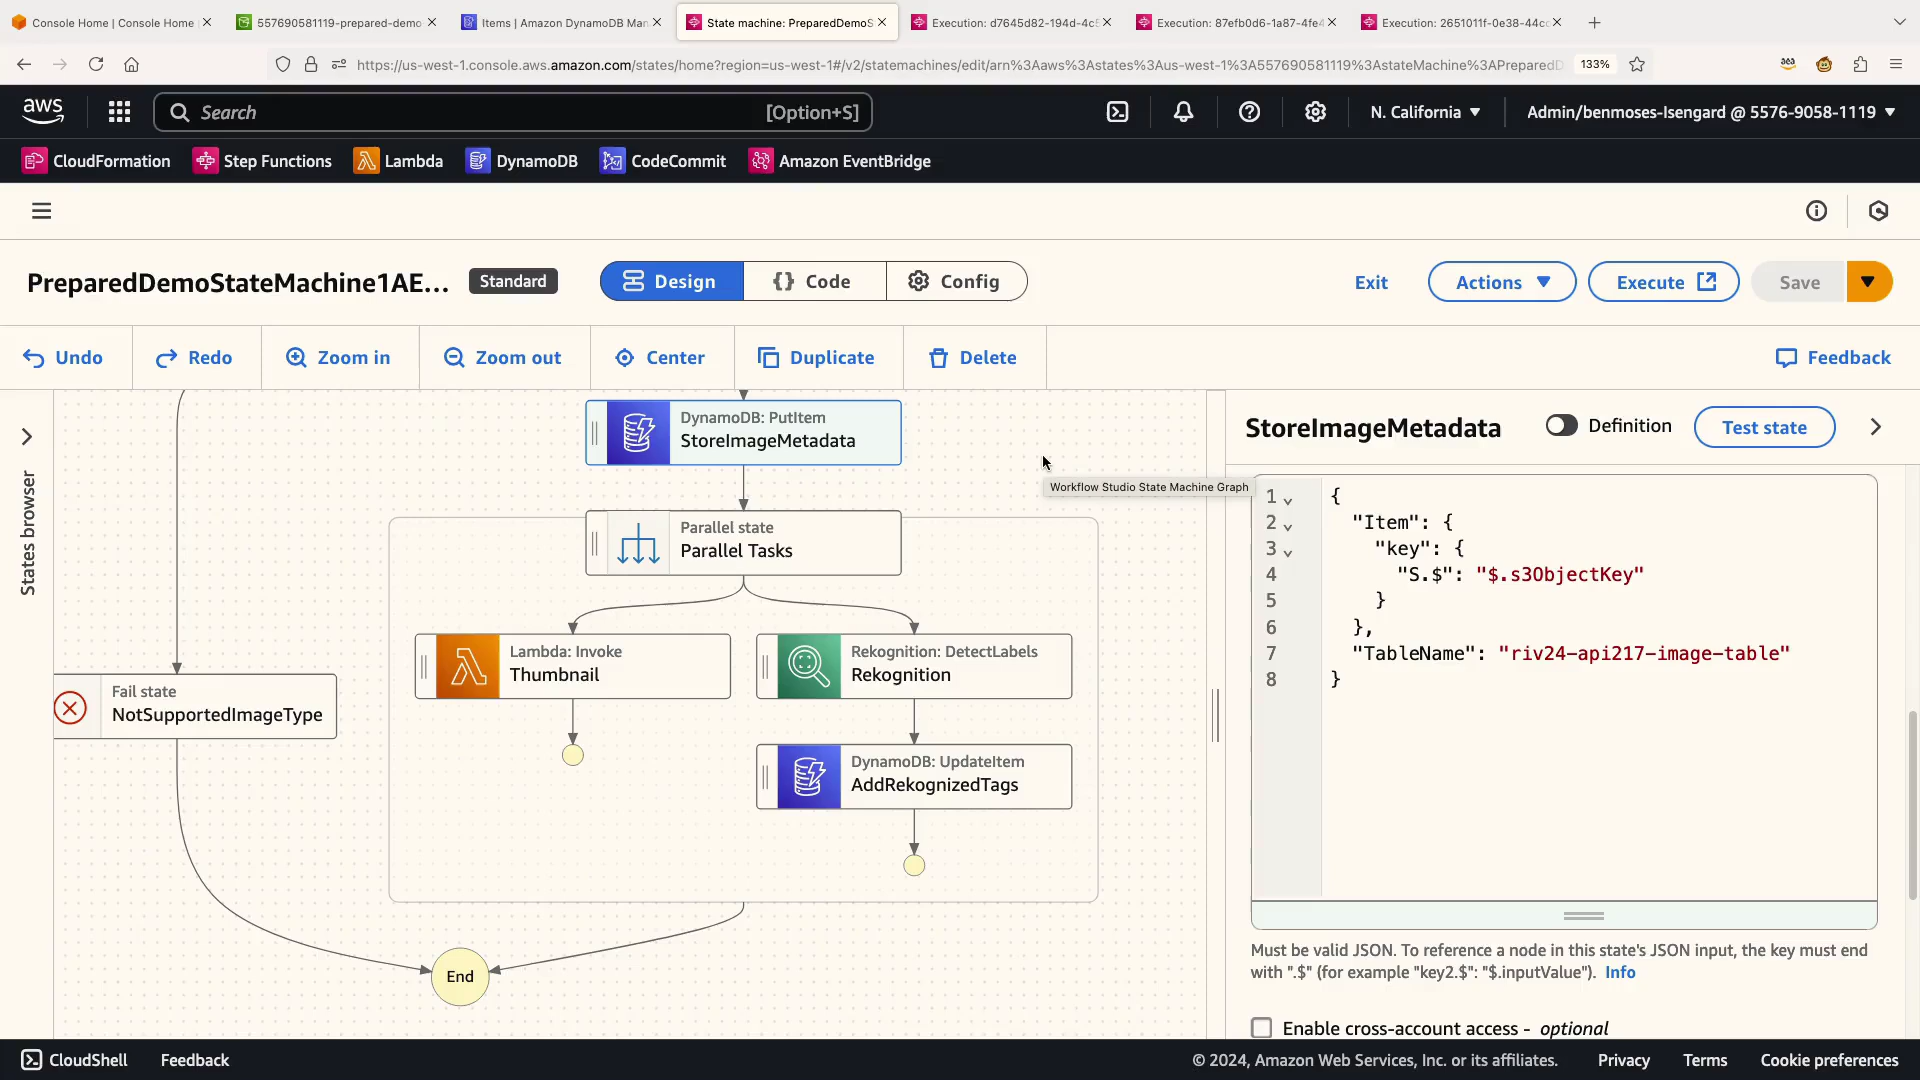 Console Home | Console Home
557690581119-prepared-demo
Items | Amazon DynamoDB Man
State machine: PreparedDemoS
Execution: d7645d82-194d-4c
Execution: 87efb0d6-1a87-4fe
Execution: 2651011f-0e38-44c
https://us-west-1.console.aws.amazon.com/states/home?region=us-west-1#/v2/statemachines/edit/arn%3Aaws%3Astates%3Aus-west-1%3A557690581119%3AstateMachine%3APreparedD
133%
aws
Search
[Option+S]
N. California
Admin/benmoses-Isengard @ 5576-9058-1119
CloudFormation
Step Functions
Lambda
DynamoDB
CodeCommit
Amazon EventBridge
PreparedDemoStateMachine1AE...
Standard
Design
{} Code
Config
Exit
Actions
Execute
Save
Undo
Redo
Zoom in
Zoom out
Center
Duplicate
Delete
Feedback
States browser
DynamoDB: PutItem
StoreImageMetadata
Workflow Studio State Machine Graph
Parallel state
Parallel Tasks
Lambda: Invoke
Thumbnail
Rekognition: DetectLabels
Rekognition
Fail state
NotSupportedImageType
DynamoDB: UpdateItem
AddRekognizedTags
End
StoreImageMetadata
Definition
Test state
1 {
2 "Item": {
3 "key": {
4 "S.$": "$.s3ObjectKey"
5 }
6 },
7 "TableName": "riv24-api217-image-table"
8 }
Must be valid JSON. To reference a node in this state's JSON input, the key must end
with ".$" (for example "key2.$": "$.inputValue"). Info
Enable cross-account access - optional
CloudShell
Feedback
© 2024, Amazon Web Services, Inc. or its affiliates.
Privacy
Terms
Cookie preferences